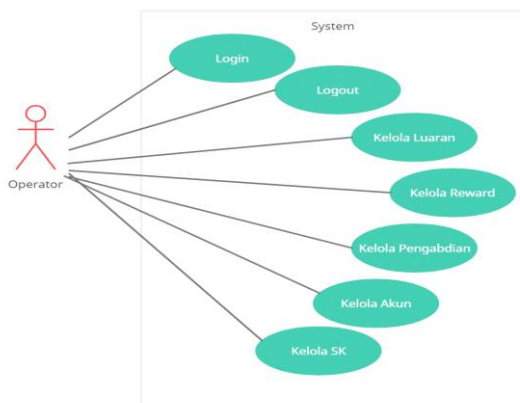 System
Login
Logout
Kelola Luaran
Operator
Kelola Reward
Kelola Pengabdian
Kelola Akun
Kelola SK